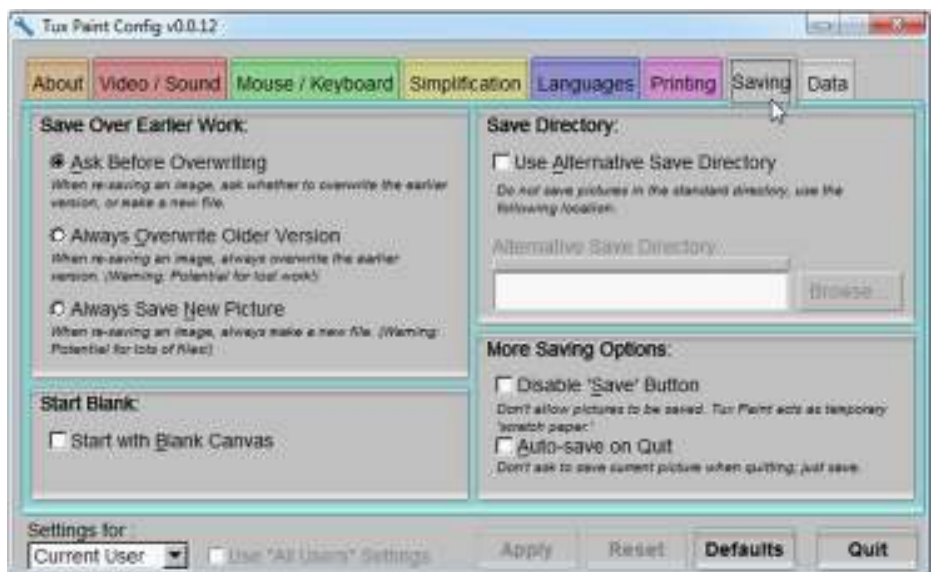 Tux Paint Config v0.0.12
About Video / Sound Mouse / Keyboard Simplification Languages Printing Saving Data
Save Over Earlier Work:
Ask Before Overwriting
When re-saving an image, ask whether to overwrite the earlier
version, or make a new file.
Always Overwrite Older Version
When re-saving an image, always overwrite the earlier
version. (Warning: Potential for lost work!)
Always Save New Picture
When re-saving an image, always make a new file. (Warning:
Potential for lots of files!)
Start Blank:
Start with Blank Canvas
Save Directory:
Use Alternative Save Directory
Do not save pictures in the standard directory, use the
following location:
Alternative Save Directory
Browse...
More Saving Options:
Disable 'Save' Button
Don't allow pictures to be saved. Tux Paint acts as temporary
'scratch paper.'
Auto-save on Quit
Don't ask to save current picture when quitting; just save.
Settings for :
Current User Use "All Users" Settings Apply Reset Defaults Quit